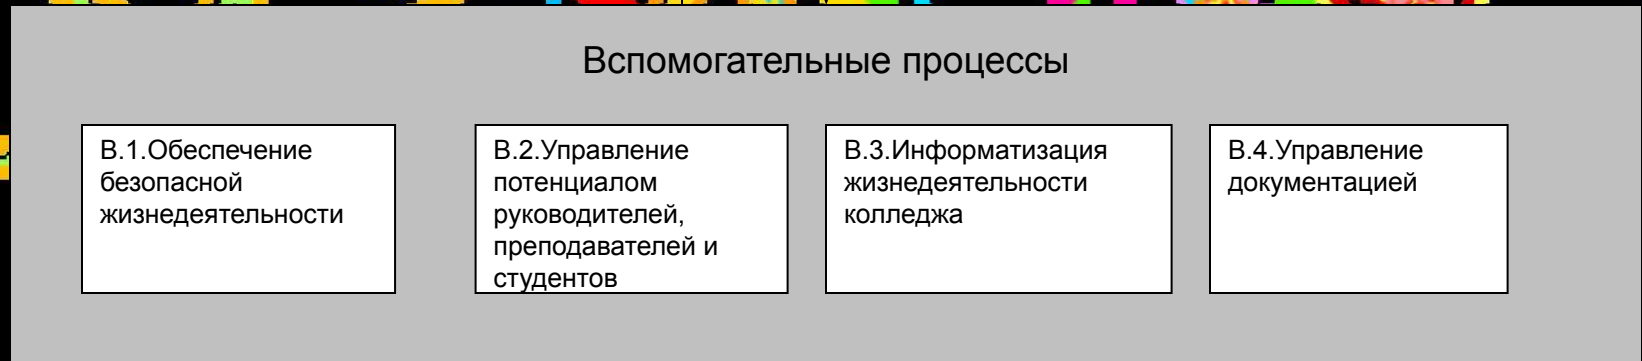 Вспомогательные процессы
В.1.Обеспечение
безопасной
жизнедеятельности
В.2.Управление
потенциалом
руководителей,
преподавателей и
студентов
В.3.Информатизация
жизнедеятельности
колледжа
В.4.Управление
документацией